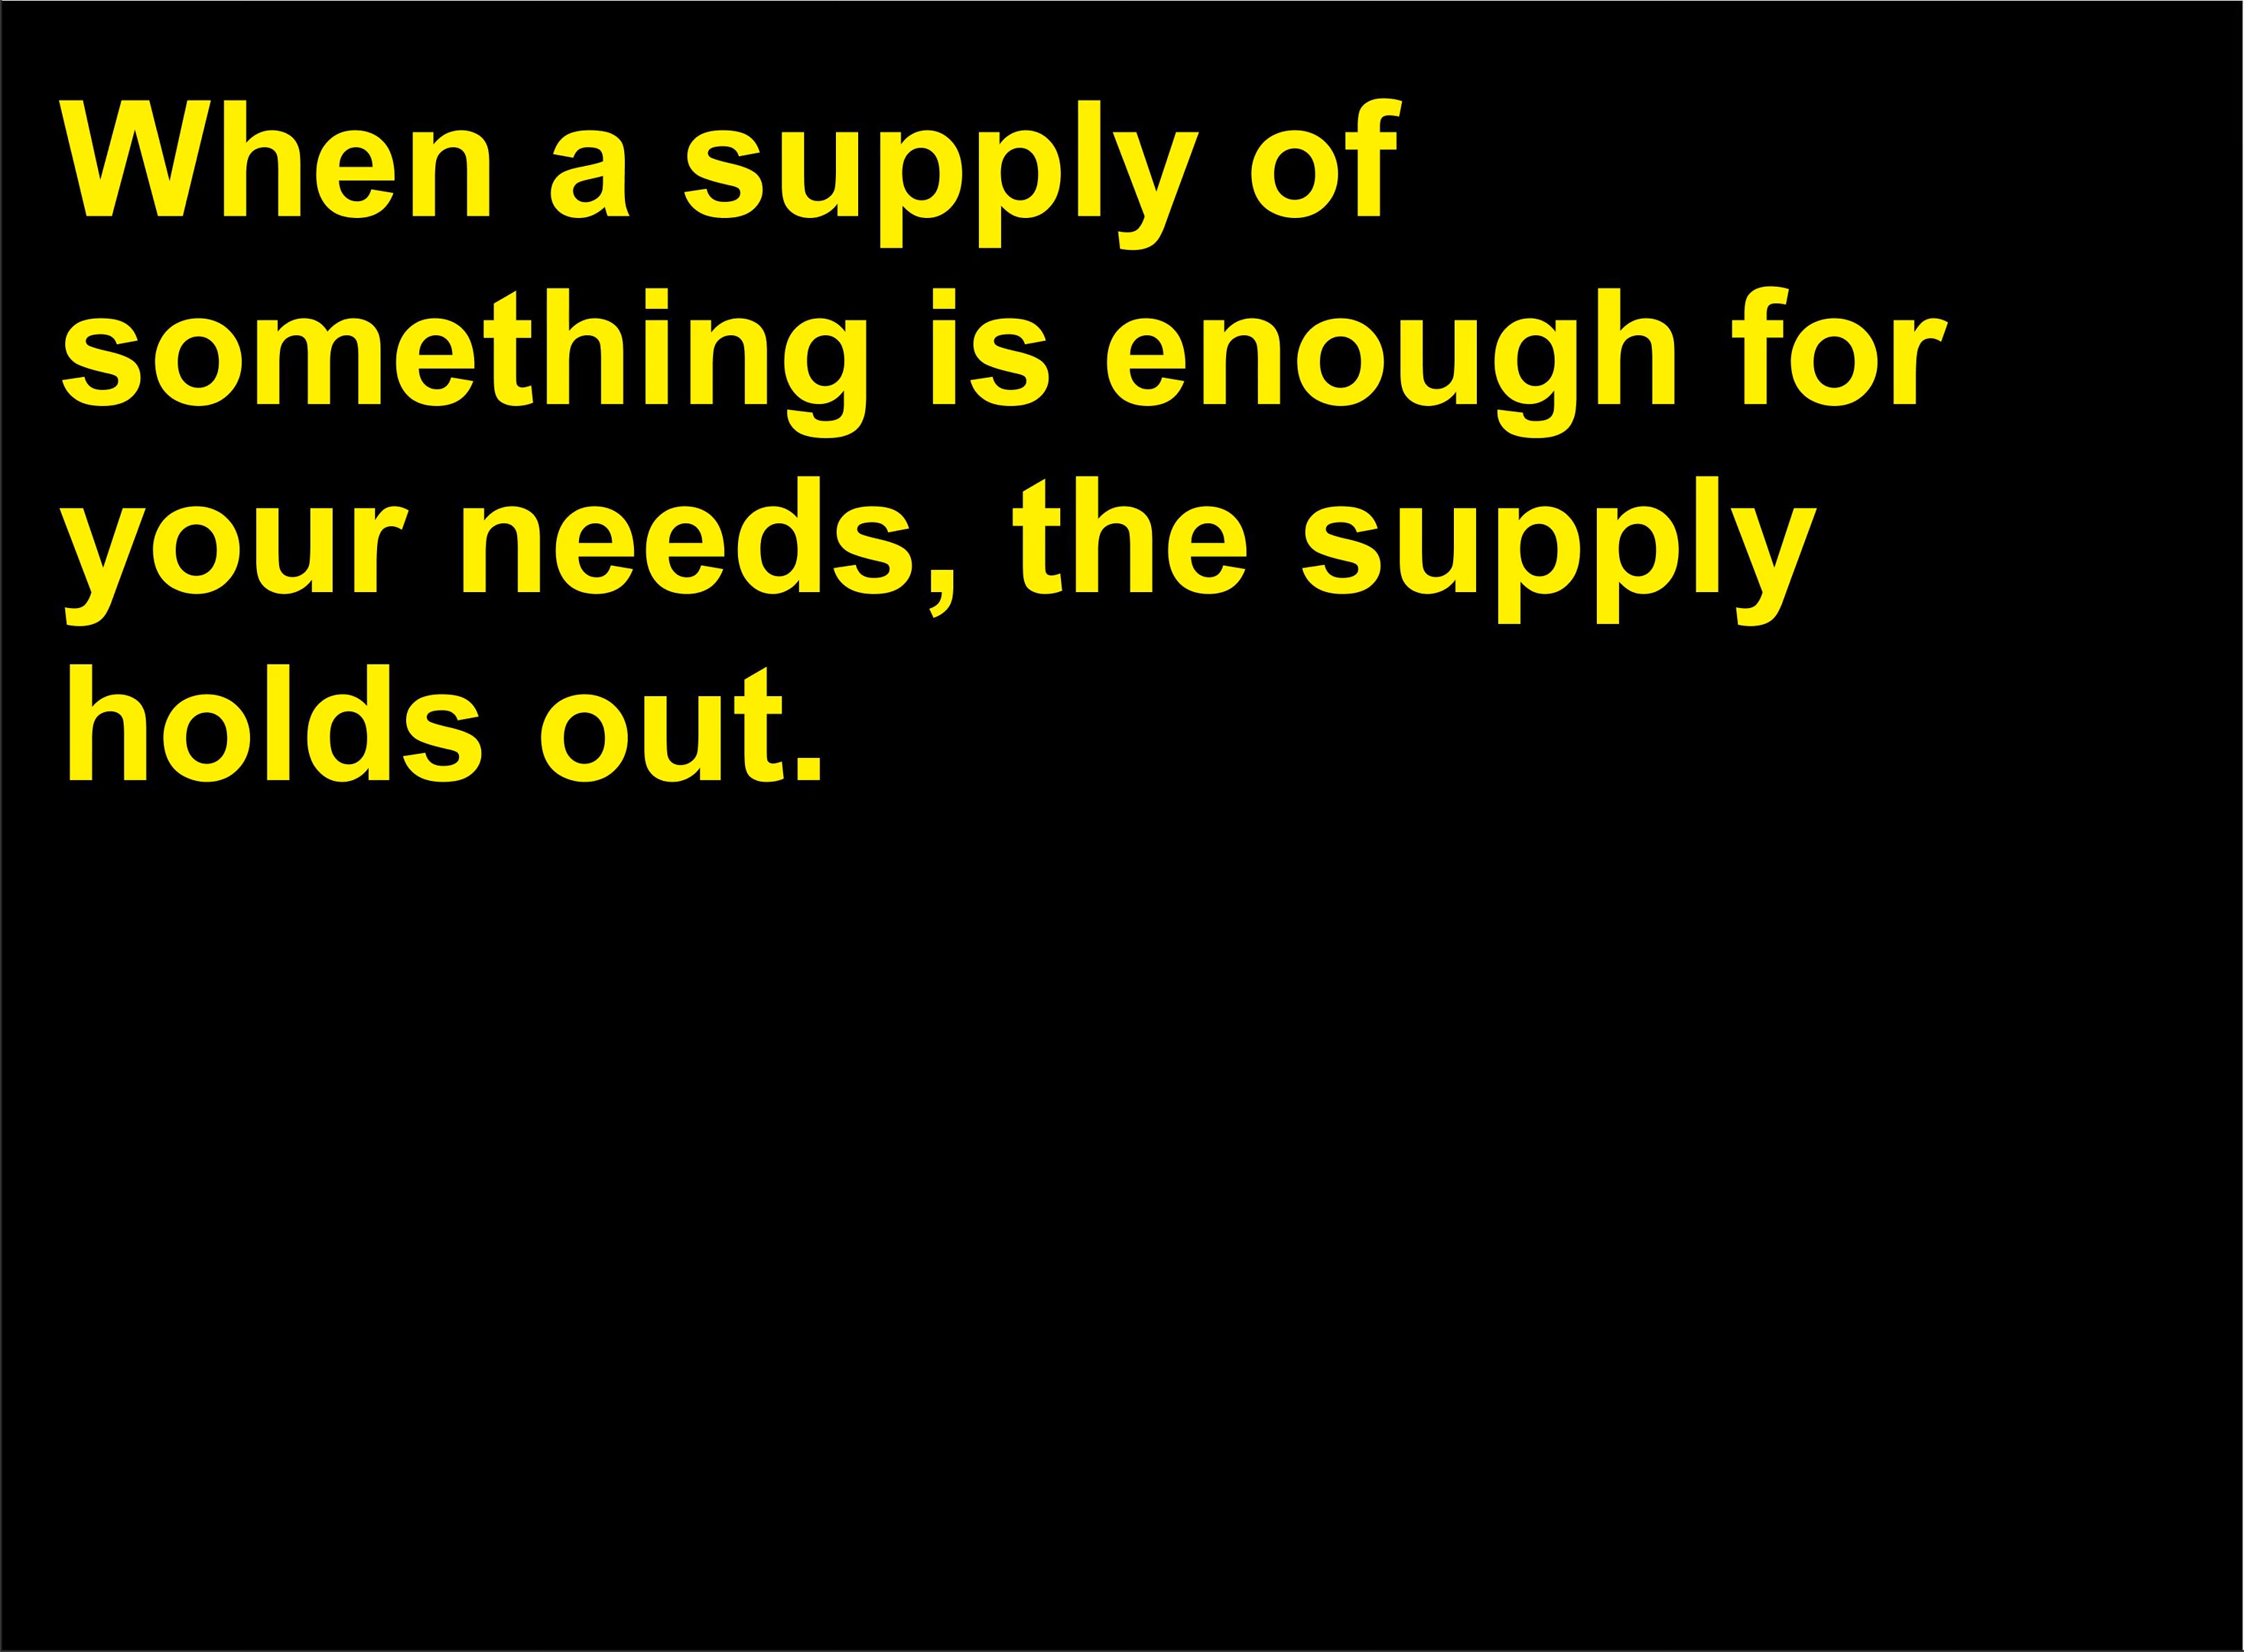 When a supply of
something is enough for
your needs, the supply
holds out.